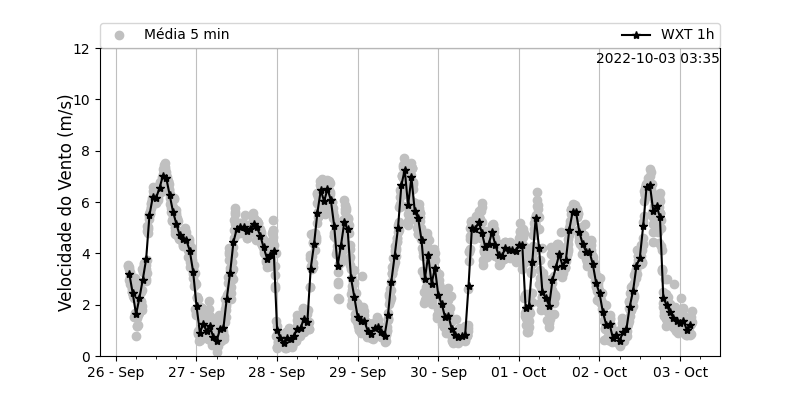 Média 5 min
WXT 1h
2022-10-03 03:35
Velocidade do Vento (m/s)
12
10
8
6
4
2
0
26 - Sep
27 - Sep
28 - Sep
29 - Sep
30 - Sep
01 - Oct
02 - Oct
03 - Oct